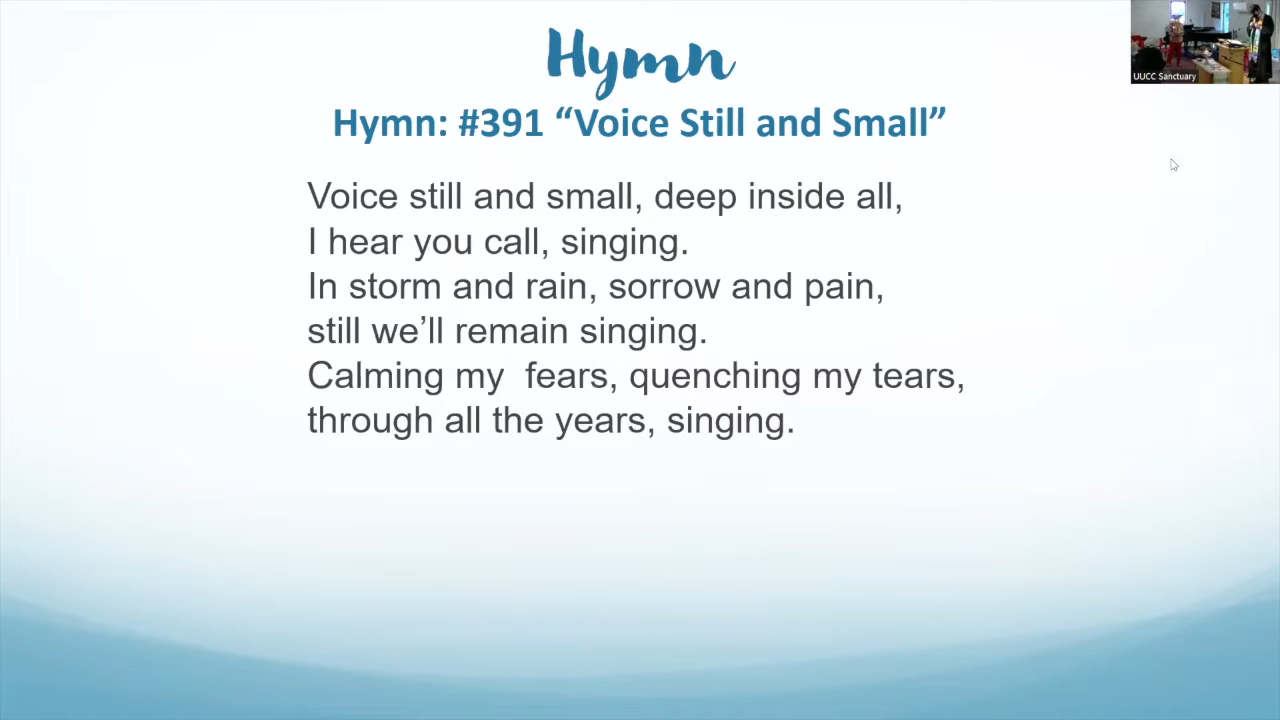 Hymn
Hymn: #391 “Voice Still and Small”
Voice still and small, deep inside all,
I hear you call, singing.
In storm and rain, sorrow and pain,
still we’ll remain singing.
Calming my  fears, quenching my tears,
through all the years, singing.
UUCC Sanctuary